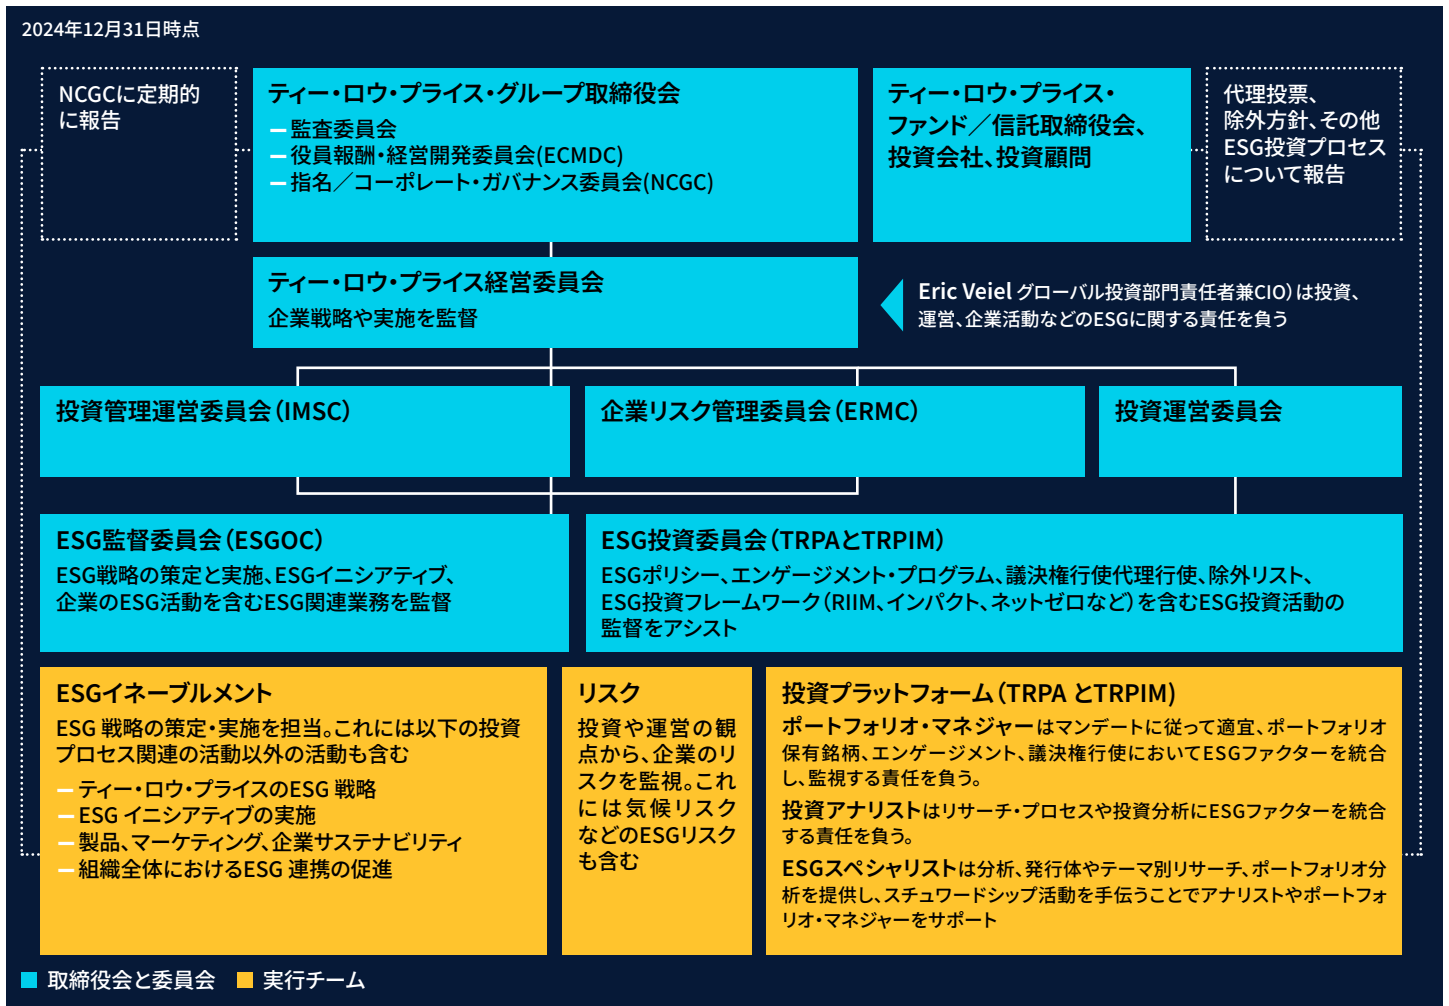 2024年12月31日時点
NCGCに定期的
に報告
ティー・ロウ・プライス・グループ取締役会
– 監査委員会
– 役員報酬・経営開発委員会(ECMDC)
– 指名／コーポレート・ガバナンス委員会(NCGC)
ティー・ロウ・プライス・
ファンド／信託取締役会、
投資会社、投資顧問
代理投票、
除外方針、その他
ESG投資プロセス
について報告
ティー・ロウ・プライス経営委員会
企業戦略や実施を監督
Eric Veiel グローバル投資部門責任者兼CIO）は投資、
運営、企業活動などのESGに関する責任を負う
投資管理運営委員会（IMSC）
企業リスク管理委員会（ERMC）
投資運営委員会
ESG監督委員会（ESGOC）
ESG戦略の策定と実施、ESGイニシアティブ、
企業のESG活動を含むESG関連業務を監督
ESG投資委員会（TRPAとTRPIM）
ESGポリシー、エンゲージメント・プログラム、議決権行使代理行使、除外リスト、
ESG投資フレームワーク（RIIM、インパクト、ネットゼロなど）を含むESG投資活動の
監督をアシスト
ESGイネーブルメント
ESG 戦略の策定・実施を担当。これには以下の投資
プロセス関連の活動以外の活動も含む
– ティー・ロウ・プライスのESG 戦略
– ESG イニシアティブの実施
– 製品、マーケティング、企業サステナビリティ
– 組織全体におけるESG 連携の促進
リスク
投資や運営の観
点から、企業のリ
スクを監視。これ
には気候リスク
などのESGリスク
も含む
投資プラットフォーム（TRPA とTRPIM)
ポートフォリオ・マネジャーはマンデートに従って適宜、ポートフォリオ
保有銘柄、エンゲージメント、議決権行使においてESGファクターを統合
し、監視する責任を負う。
投資アナリストはリサーチ・プロセスや投資分析にESGファクターを統合
する責任を負う。
ESGスペシャリストは分析、発行体やテーマ別リサーチ、ポートフォリオ分
析を提供し、スチュワードシップ活動を手伝うことでアナリストやポートフォ
リオ・マネジャーをサポート
取締役会と委員会
実行チーム